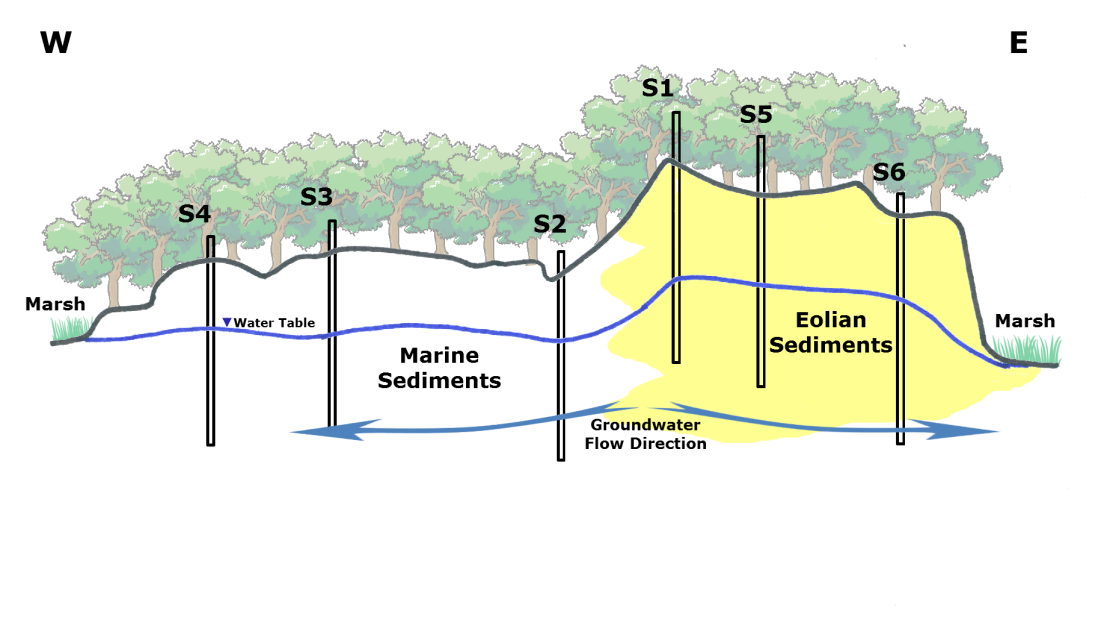 W
E
S1
S5
S6
S3
S4
S2
Marsh
Water Table
Marine
Sediments
Eolian
Sediments
Marsh
Groundwater
Flow Direction